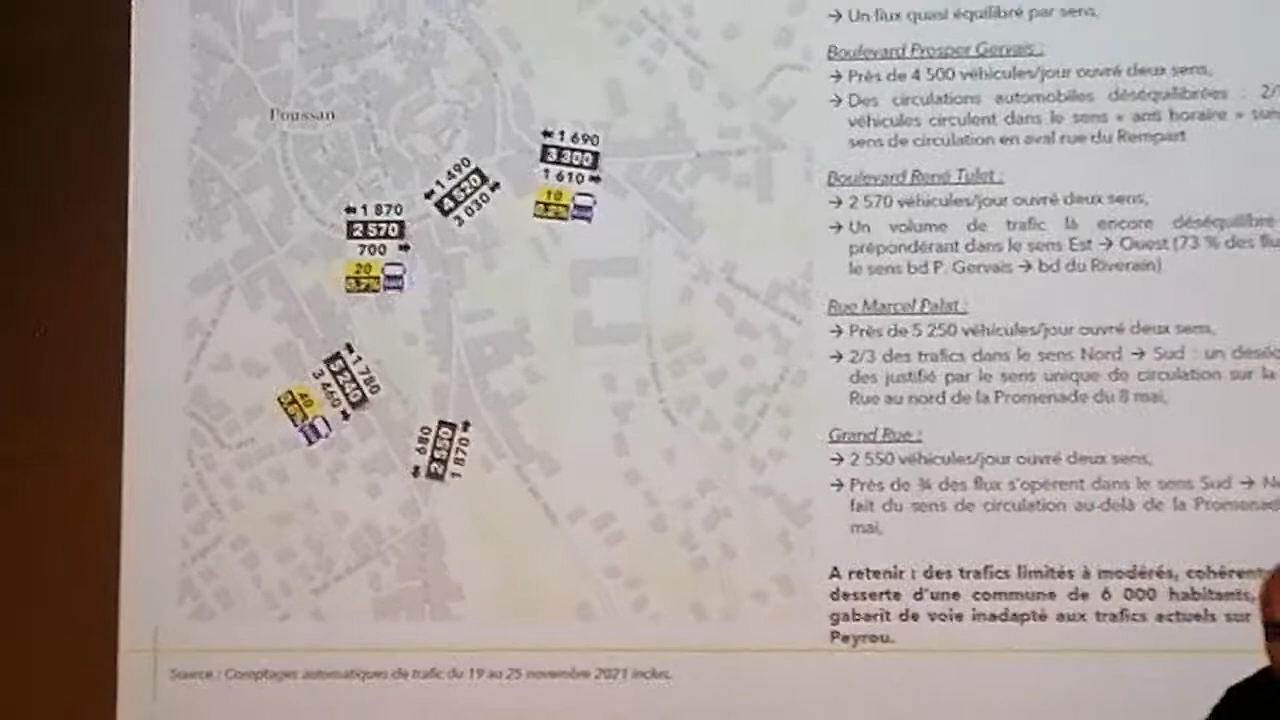 → Un flux quasi équilibré par sens,
Boulevard Prosper Gervais :
→ Près de 4 500 véhicules/jour ouvré deux sens,
→ Des circulations automobiles déséquilibrées : 2/
véhicules circulent dans le sens « anti horaire »
sens de circulation en aval rue du Rempart
Boulevard René Tulet :
→ 2 570 véhicules/jour ouvré deux sens,
→ Un volume de trafic là encore déséquilibré
prépondérant dans le sens Est → Ouest (73 % des
le sens bd P. Gervais → bd du Riverain)
Rue Marcel Palat :
→ Près de 5 250 véhicules/jour ouvré deux sens,
→ 2/3 des trafics dans le sens Nord → Sud : un
des justifié par le sens unique de circulation sur la
Rue au nord de la Promenade du 8 mai,
Grand Rue :
→ 2 550 véhicules/jour ouvré deux sens,
→ Près de ¾ des flux s'opèrent dans le sens Sud →
fait du sens de circulation au-delà de la
mai,
A retenir : des trafics limités à modérés,
desserte d'une commune de 6 000 habitants,
gabarit de voie inadapté aux trafics actuels sur
Peyrou.
Poussan
← 1 690
3 300
1 610 →
10
← 1 490
4 520
3 030 →
← 1 870
2 570
700 →
20
0,7%
← 1 780
5 240
3 460 →
40
← 680
2 550
1 870 →
Source : Comptages automatiques de trafic du 19 au 25 novembre 2021 inclus.